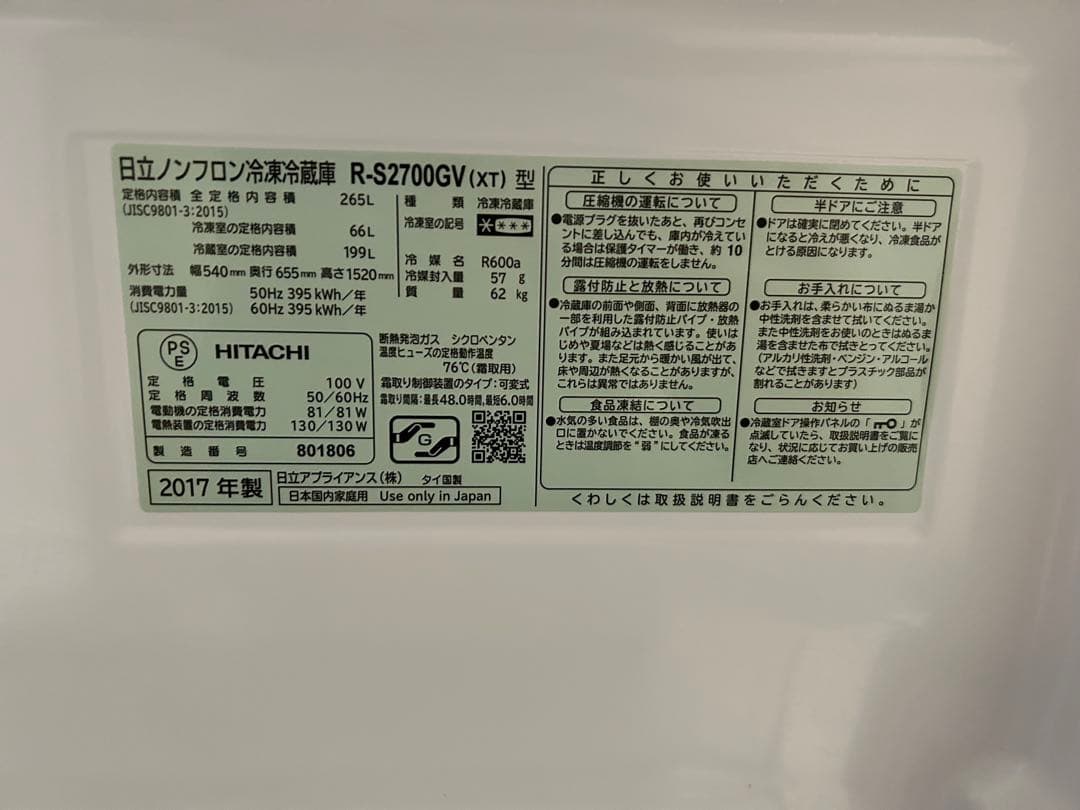 日立ノンフロン冷凍冷蔵庫 R-S2700GV(XT) 型
定格内容積 全定格内容積 265L
(JISC9801-3:2015)
冷凍室の定格内容積 66L
冷蔵室の定格内容積 199L
外形寸法 幅540mm 奥行655mm 高さ1520mm
消費電力量 50Hz 395kWh/年
(JISC9801-3:2015) 60Hz 395kWh/年
種類 冷凍冷蔵庫
冷凍室の記号 ****
冷媒名 R600a
冷媒封入量 57 g
質量 62 kg
PS
E
HITACHI
定格電圧 100V
定格周波数 50/60Hz
電動機の定格消費電力 81/81W
電熱装置の定格消費電力 130/130W
製造番号 801806
断熱発泡ガス シクロペンタン
温度ヒューズの定格動作温度
76℃(霜取用)
霜取り制御装置のタイプ:可変式
霜取り間隔:最長48.0時間,最短6.0時間
G
2017 年製
日立アプライアンス(株) タイ国製
日本国内家庭用 Use only in Japan
正しくお使いいただくために
圧縮機の運転について
●電源プラグを抜いたあと、再びコンセ
ントに差し込んでも、庫内が冷えてい
る場合は保護タイマーが働き、約10
分間は圧縮機の運転をしません。
露付防止と放熱について
●冷蔵庫の前面や側面、背面に放熱器の
一部を利用した露付防止パイプ・放熱
パイプが組み込まれています。使いは
じめや夏場などは熱く感じることがあ
ります。また足元から暖かい風が出て、
床や周辺が熱くなることがありますが、
これらは異常ではありません。
食品凍結について
●水気の多い食品は、棚の奥や冷気吹出
口に置かないでください。食品が凍る
ときは温度調節を“弱”にしてください。
半ドアにご注意
●ドアは確実に閉めてください。半ドア
になると冷えが悪くなり、冷凍食品が
とける原因になります。
お手入れについて
●お手入れは、柔らかい布にぬるま湯か
中性洗剤を含ませて拭いてください。
また中性洗剤をお使いのときはぬるま
湯を含ませた布で拭きとってください。
(アルカリ性洗剤・ベンジン・アルコール
などで拭きますとプラスチック部品が
割れることがあります)
お知らせ
●冷蔵室ドア操作パネルの「 」が
点滅していたら、取扱説明書をご覧に
なり、状況に応じてお買い上げの販売
店へご連絡ください。
くわしくは取扱説明書をごらんください。